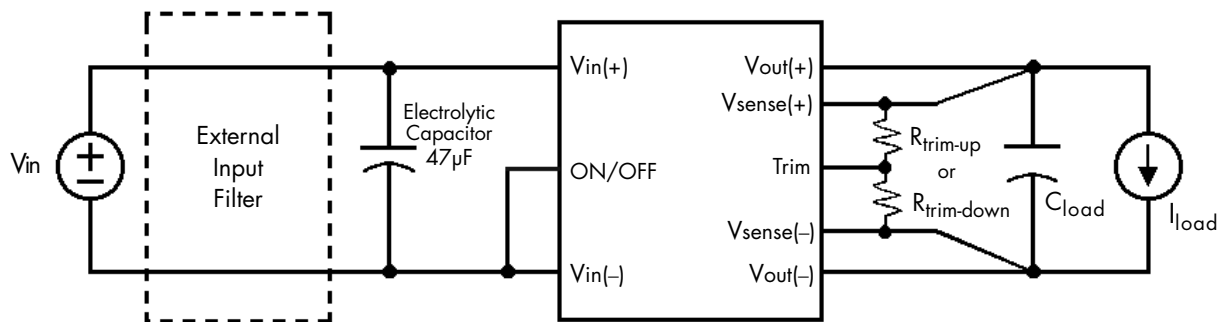 Vin
External
Input
Filter
Electrolytic
Capacitor
47µF
Vin(+)
ON/OFF
Vin(–)
Vout(+)
Vsense(+)
Trim
Vsense(–)
Vout(–)
Rtrim-up
or
Rtrim-down
Cload
Iload